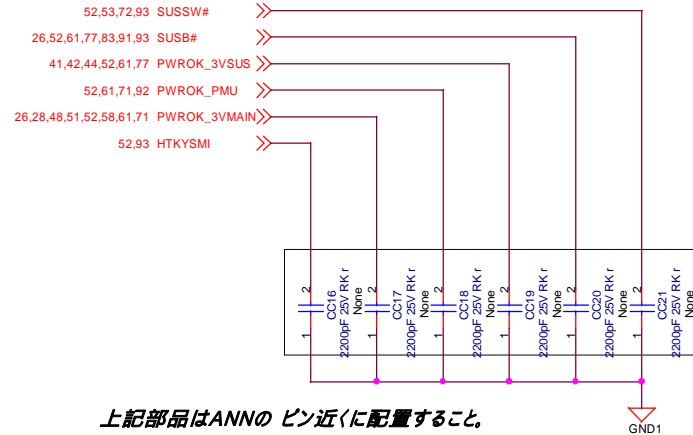 52,53,72,93 SUSSW#
26,52,61,77,83,91,93 SUSB#
41,42,44,52,61,77 PWROK_3VSUS
52,61,71,92 PWROK_PMU
26,28,48,51,52,58,61,71 PWROK_3VMAIN
52,93 HTKYSMI
1 2
CC16
2200pF 25V RK r
None
1 2
CC17
2200pF 25V RK r
None
1 2
CC18
2200pF 25V RK r
None
1 2
CC19
2200pF 25V RK r
None
1 2
CC20
2200pF 25V RK r
None
1 2
CC21
2200pF 25V RK r
None
上記部品はANNの ピン近くに配置すること。
GND1